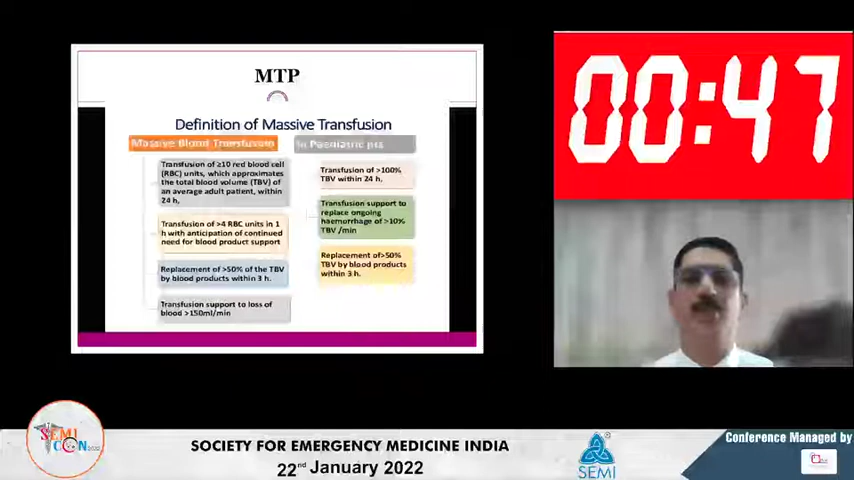 MTP
Definition of Massive Transfusion
Massive Blood Transfusion
Transfusion of ≥10 red blood cell
(RBC) units, which approximates
the total blood volume (TBV) of
an average adult patient, within
24 h.
Transfusion of >4 RBC units in 1
h with anticipation of continued
need for blood product support
Replacement of >50% of the TBV
by blood products within 3 h.
Transfusion support to loss of
blood >150ml/min
In Paediatric pts
Transfusion of >100%
TBV within 24 h.
Transfusion support to
replace ongoing
haemorrhage of >10%
TBV /min
Replacement of>50%
TBV by blood products
within 3 h.
00:47
SEMI
CON 2022
SOCIETY FOR EMERGENCY MEDICINE INDIA
22nd January 2022
SEMI
Conference Managed by